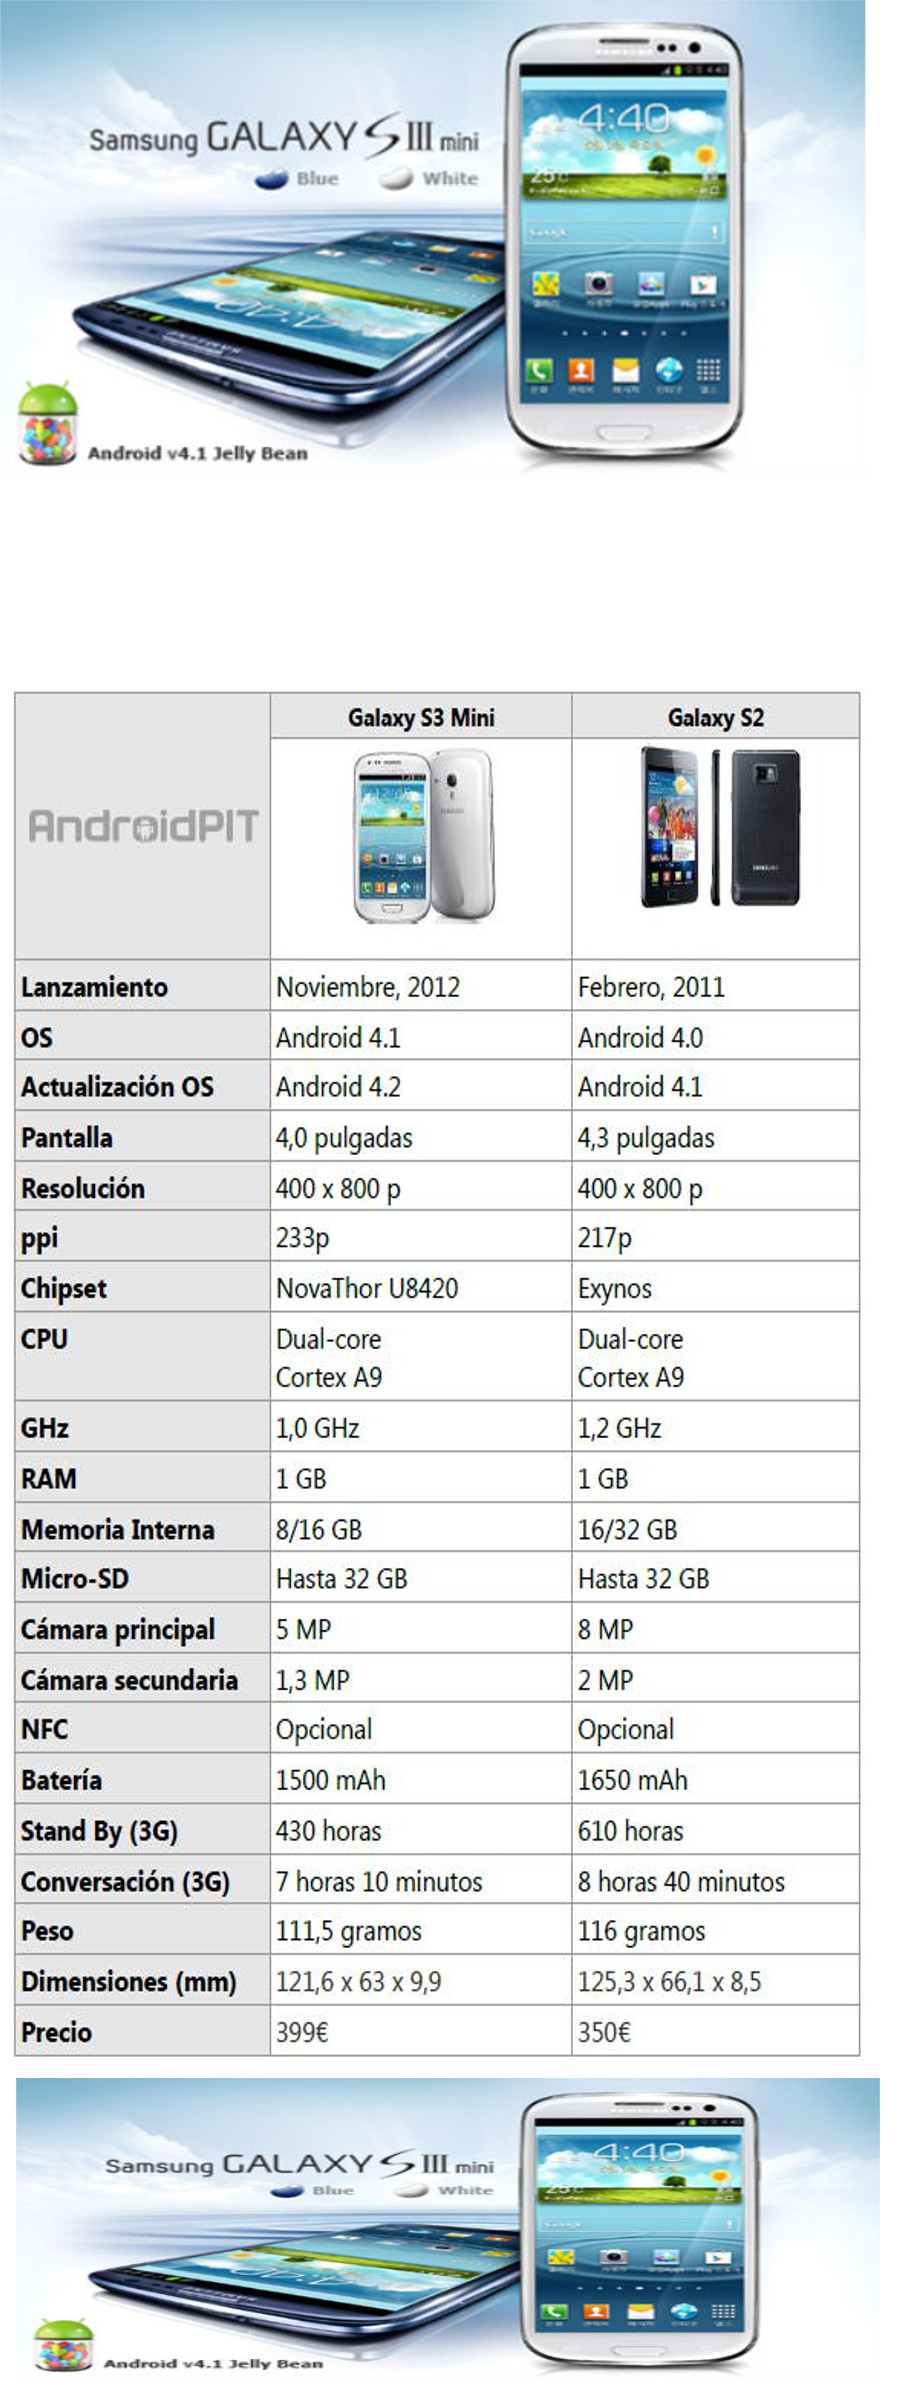 Samsung GALAXY S III mini
Blue White
4:40
25°
Google
Android v4.1 Jelly Bean
Galaxy S3 Mini Galaxy S2
AndroidPIT
Lanzamiento Noviembre, 2012 Febrero, 2011
OS Android 4.1 Android 4.0
Actualización OS Android 4.2 Android 4.1
Pantalla 4,0 pulgadas 4,3 pulgadas
Resolución 400 x 800 p 400 x 800 p
ppi 233p 217p
Chipset NovaThor U8420 Exynos
CPU Dual-core Dual-core
Cortex A9 Cortex A9
GHz 1,0 GHz 1,2 GHz
RAM 1 GB 1 GB
Memoria Interna 8/16 GB 16/32 GB
Micro-SD Hasta 32 GB Hasta 32 GB
Cámara principal 5 MP 8 MP
Cámara secundaria 1,3 MP 2 MP
NFC Opcional Opcional
Batería 1500 mAh 1650 mAh
Stand By (3G) 430 horas 610 horas
Conversación (3G) 7 horas 10 minutos 8 horas 40 minutos
Peso 111,5 gramos 116 gramos
Dimensiones (mm) 121,6 x 63 x 9,9 125,3 x 66,1 x 8,5
Precio 399€ 350€
Samsung GALAXY S III mini
Blue White
4:40
25°
Google
Android v4.1 Jelly Bean